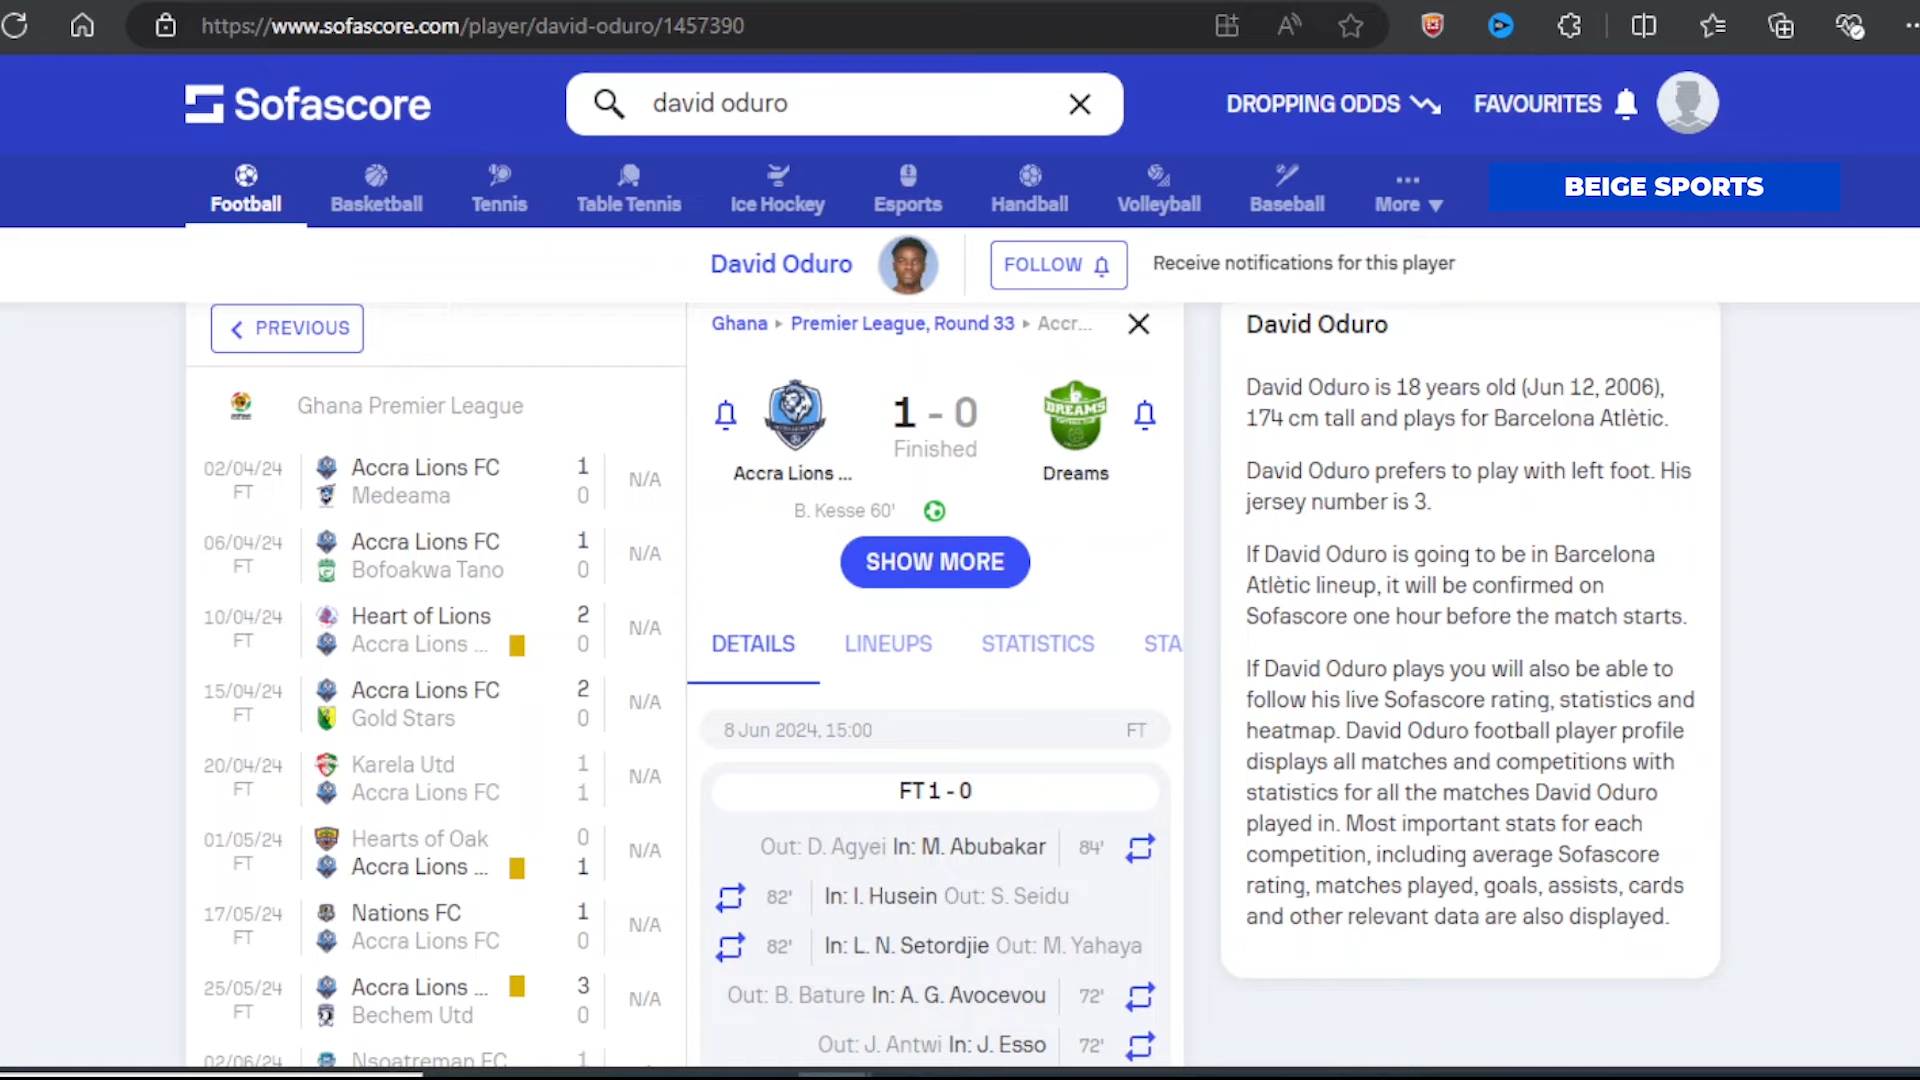 https://www.sofascore.com/player/david-oduro/1457390
Sofascore
david oduro
DROPPING ODDS
FAVOURITES
Football
Basketball
Tennis
Table Tennis
Ice Hockey
Esports
Handball
Volleyball
Baseball
More
BEIGE SPORTS
David Oduro
FOLLOW
Receive notifications for this player
PREVIOUS
Ghana Premier League
02/04/24 Accra Lions FC 1
FT Medeama 0
N/A
06/04/24 Accra Lions FC 1
FT Bofoakwa Tano 0
N/A
10/04/24 Heart of Lions 2
FT Accra Lions ... 0
N/A
15/04/24 Accra Lions FC 2
FT Gold Stars 0
N/A
20/04/24 Karela Utd 1
FT Accra Lions FC 1
N/A
01/05/24 Hearts of Oak 0
FT Accra Lions ... 1
N/A
17/05/24 Nations FC 1
FT Accra Lions FC 0
N/A
25/05/24 Accra Lions ... 3
FT Bechem Utd 0
N/A
02/06/24 Nsoatreman FC 1
Ghana Premier League, Round 33 Accr...
1 - 0
Finished
DREAMS
Accra Lions ...
Dreams
B. Kesse 60'
SHOW MORE
DETAILS
LINEUPS
STATISTICS
STA
8 Jun 2024, 15:00 FT
FT 1 - 0
Out: D. Agyei In: M. Abubakar 84'
82' In: I. Husein Out: S. Seidu
82' In: L. N. Setordjie Out: M. Yahaya
Out: B. Bature In: A. G. Avocevou 72'
Out: J. Antwi In: J. Esso 72'
David Oduro
David Oduro is 18 years old (Jun 12, 2006),
174 cm tall and plays for Barcelona Atlètic.
David Oduro prefers to play with left foot. His
jersey number is 3.
If David Oduro is going to be in Barcelona
Atlètic lineup, it will be confirmed on
Sofascore one hour before the match starts.
If David Oduro plays you will also be able to
follow his live Sofascore rating, statistics and
heatmap. David Oduro football player profile
displays all matches and competitions with
statistics for all the matches David Oduro
played in. Most important stats for each
competition, including average Sofascore
rating, matches played, goals, assists, cards
and other relevant data are also displayed.